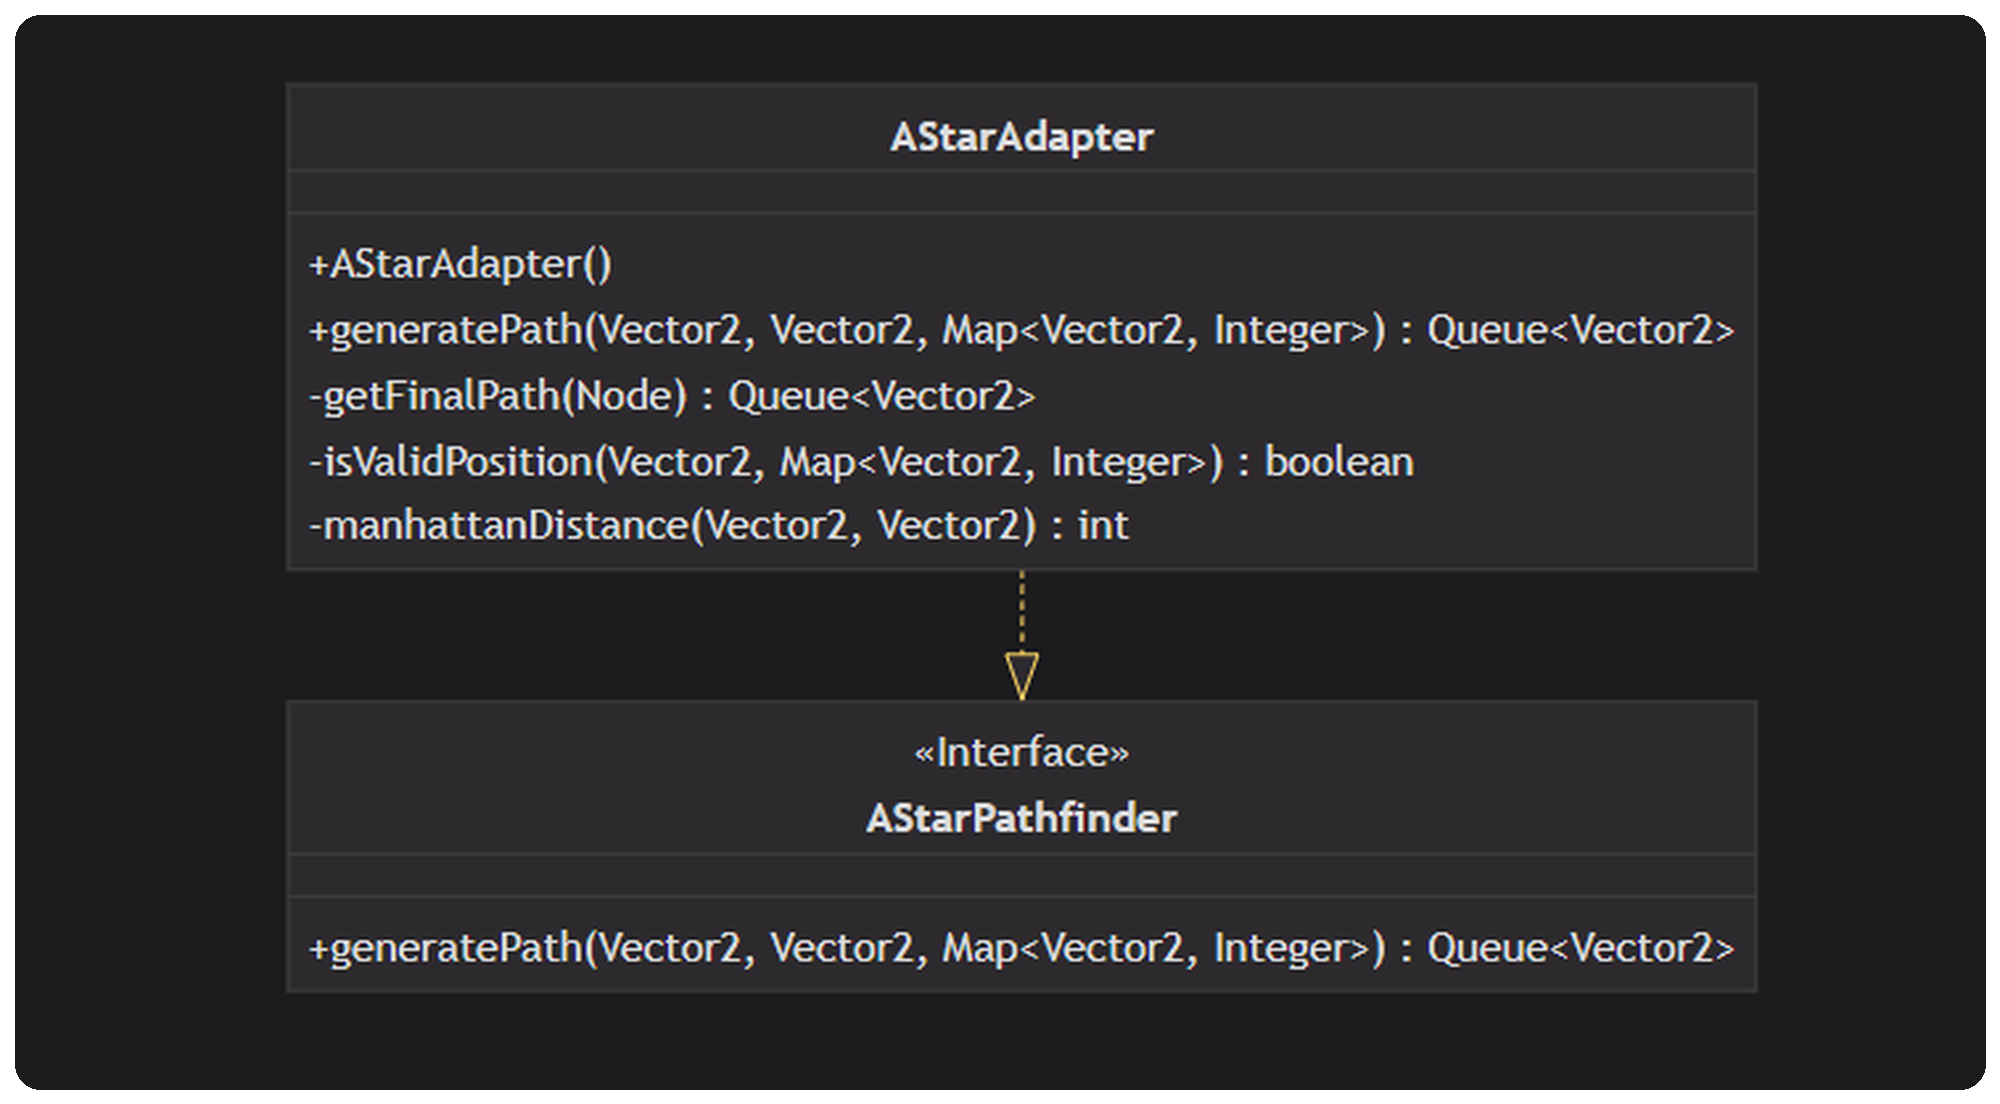 AStarAdapter
+AStarAdapter()
+generatePath(Vector2, Vector2, Map<Vector2, Integer>) : Queue<Vector2>
-getFinalPath(Node) : Queue<Vector2>
-isValidPosition(Vector2, Map<Vector2, Integer>) : boolean
-manhattanDistance(Vector2, Vector2) : int
«Interface»
AStarPathfinder
+generatePath(Vector2, Vector2, Map<Vector2, Integer>) : Queue<Vector2>